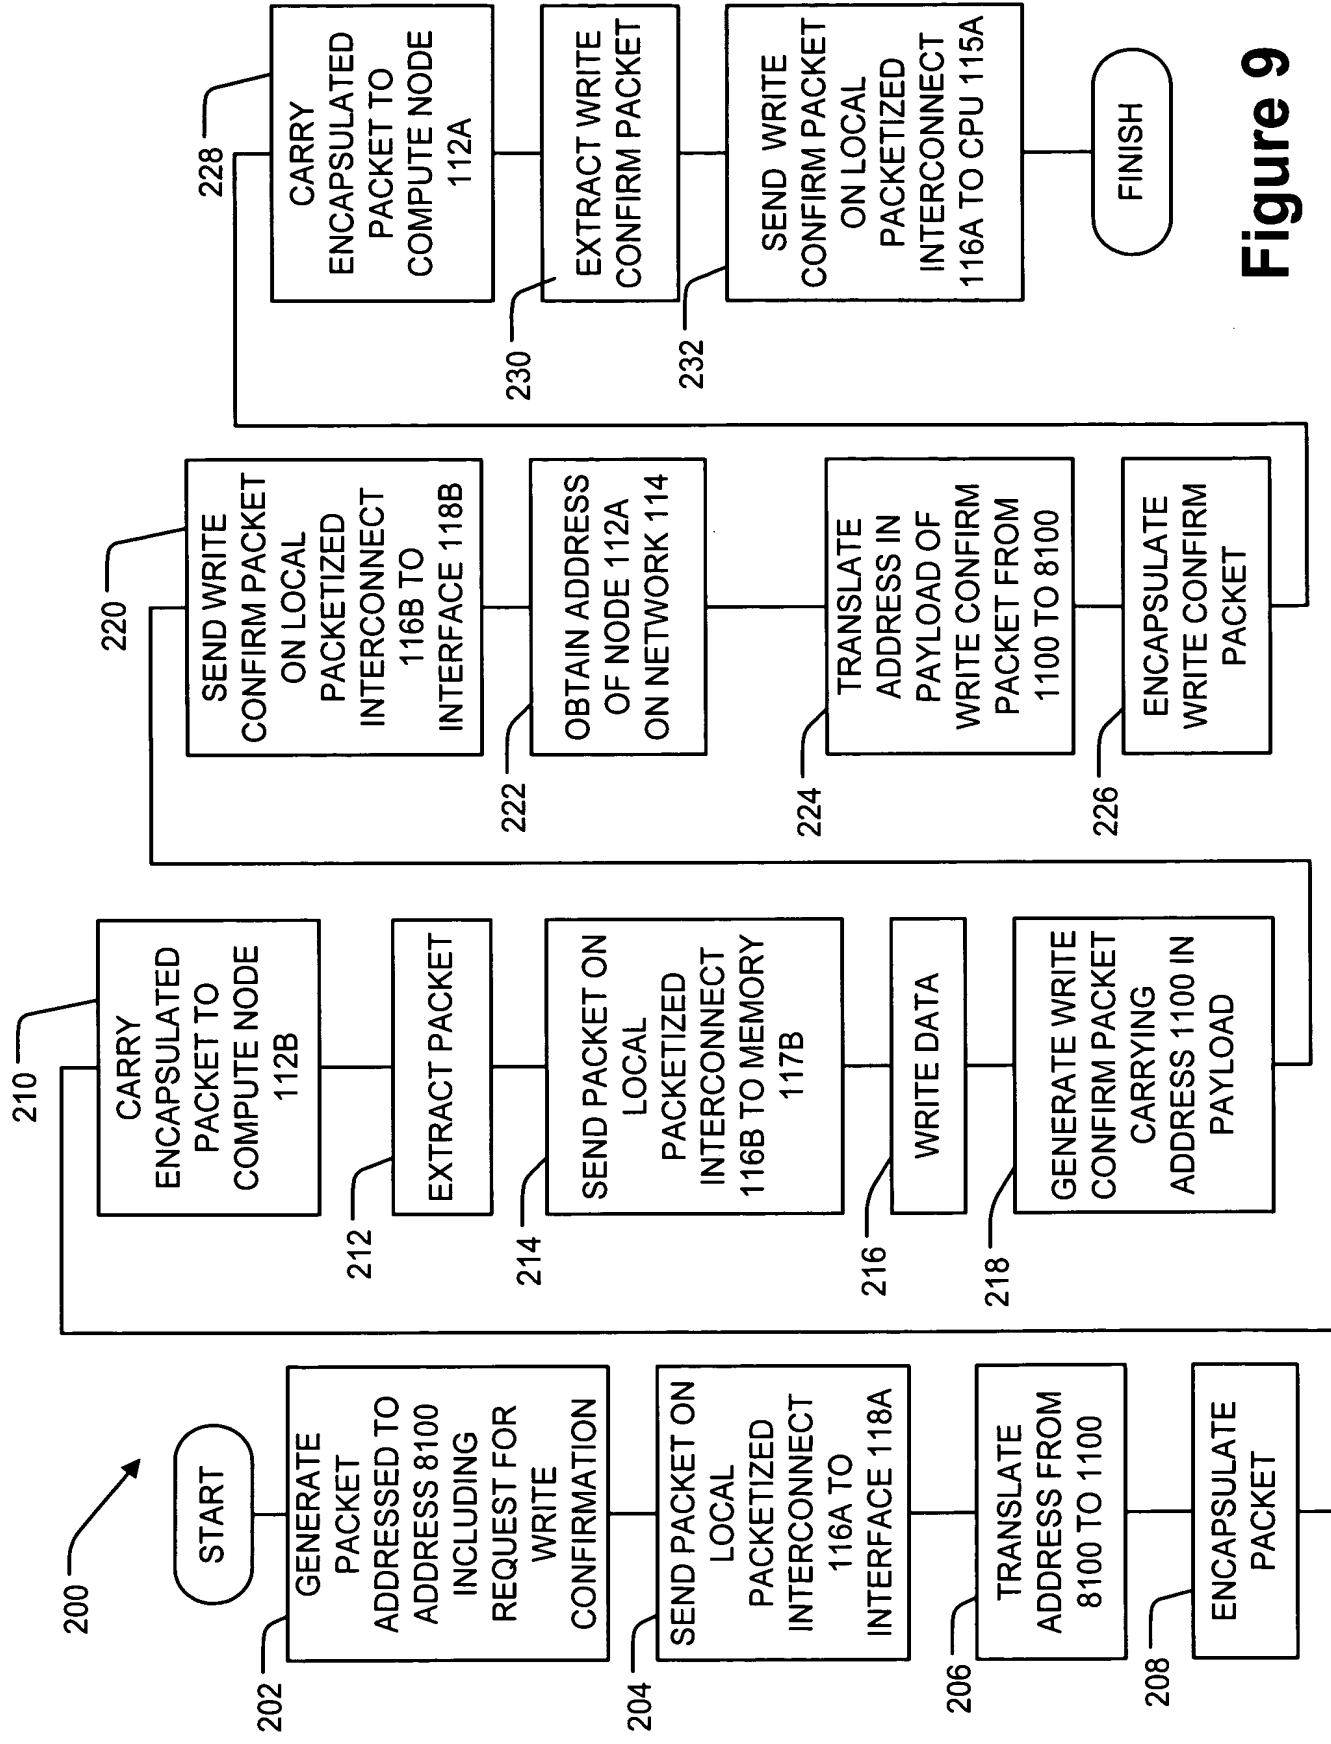 200
START
202
GENERATE
PACKET
ADDRESSED TO
ADDRESS 8100
INCLUDING
REQUEST FOR
WRITE
CONFIRMATION
204
SEND PACKET ON
LOCAL
PACKETIZED
INTERCONNECT
116A TO
INTERFACE 118A
206
TRANSLATE
ADDRESS FROM
8100 TO 1100
208
ENCAPSULATE
PACKET
210
CARRY
ENCAPSULATED
PACKET TO
COMPUTE NODE
112B
212
EXTRACT PACKET
214
SEND PACKET ON
LOCAL
PACKETIZED
INTERCONNECT
116B TO MEMORY
117B
216
WRITE DATA
218
GENERATE WRITE
CONFIRM PACKET
CARRYING
ADDRESS 1100 IN
PAYLOAD
220
SEND WRITE
CONFIRM PACKET
ON LOCAL
PACKETIZED
INTERCONNECT
116B TO
INTERFACE 118B
222
OBTAIN ADDRESS
OF NODE 112A
ON NETWORK 114
224
TRANSLATE
ADDRESS IN
PAYLOAD OF
WRITE CONFIRM
PACKET FROM
1100 TO 8100
226
ENCAPSULATE
WRITE CONFIRM
PACKET
228
CARRY
ENCAPSULATED
PACKET TO
COMPUTE NODE
112A
230
EXTRACT WRITE
CONFIRM PACKET
232
SEND WRITE
CONFIRM PACKET
ON LOCAL
PACKETIZED
INTERCONNECT
116A TO CPU 115A
FINISH
Figure 9